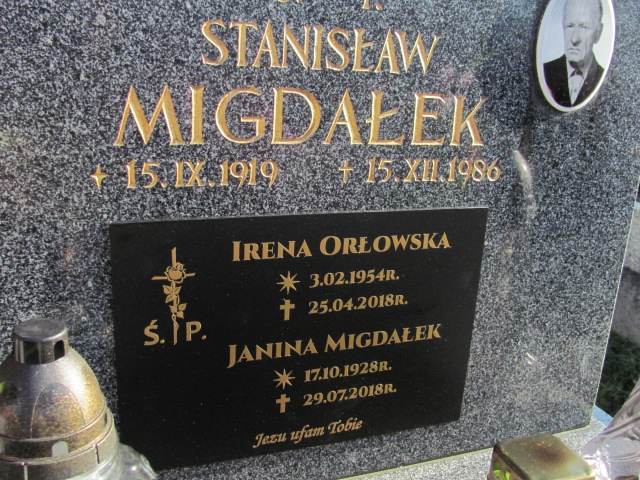 Ś. P.
STANISŁAW
MIGDAŁEK
15.IX.1919 15.XII.1986
IRENA ORŁOWSKA
3.02.1954R.
25.04.2018R.
Ś. P.
JANINA MIGDAŁEK
17.10.1928R.
29.07.2018R.
Jezu ufam Tobie